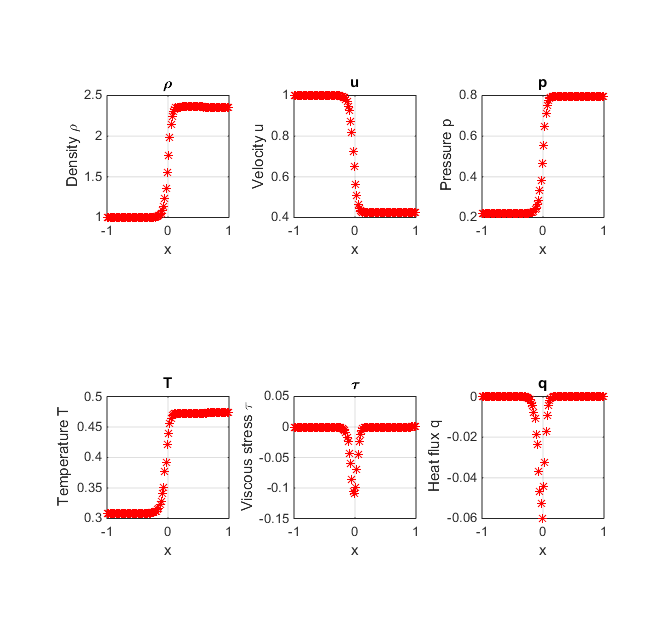 ρ
Density ρ
2.5
2
1.5
1
-1 0 1
x
u
Velocity u
1
0.8
0.6
0.4
-1 0 1
x
p
Pressure p
0.8
0.6
0.4
0.2
-1 0 1
x
T
Temperature T
0.5
0.45
0.4
0.35
0.3
-1 0 1
x
τ
Viscous stress τ
0.05
0
-0.05
-0.1
-0.15
-1 0 1
x
q
Heat flux q
0
-0.02
-0.04
-0.06
-1 0 1
x